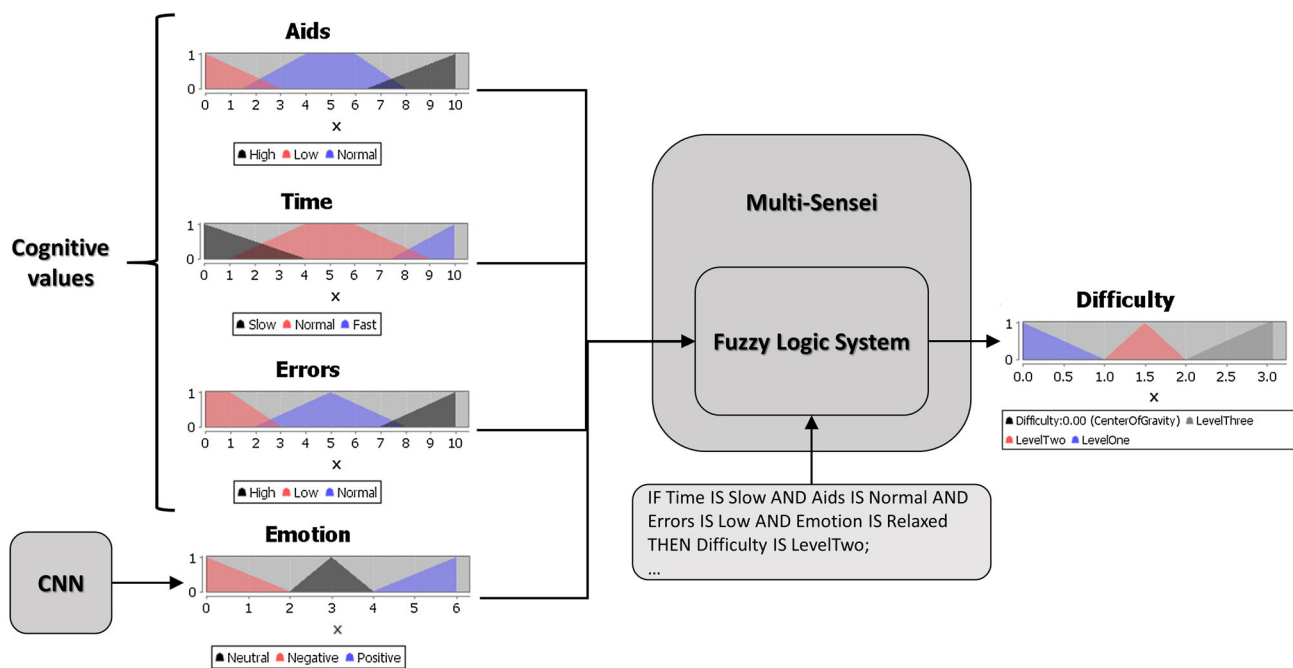 Aids
1
0
0 1 2 3 4 5 6 7 8 9 10
x
High Low Normal
Time
1
0
0 1 2 3 4 5 6 7 8 9 10
x
Slow Normal Fast
Cognitive
values
Errors
1
0
0 1 2 3 4 5 6 7 8 9 10
x
High Low Normal
Emotion
1
0
0 1 2 3 4 5 6
x
Neutral Negative Positive
CNN
Multi-Sensei
Fuzzy Logic System
IF Time IS Slow AND Aids IS Normal AND
Errors IS Low AND Emotion IS Relaxed
THEN Difficulty IS LevelTwo;
...
Difficulty
1
0
0.0 0.5 1.0 1.5 2.0 2.5 3.0
x
Difficulty:0.00 (CenterOfGravity) LevelThree
LevelTwo LevelOne